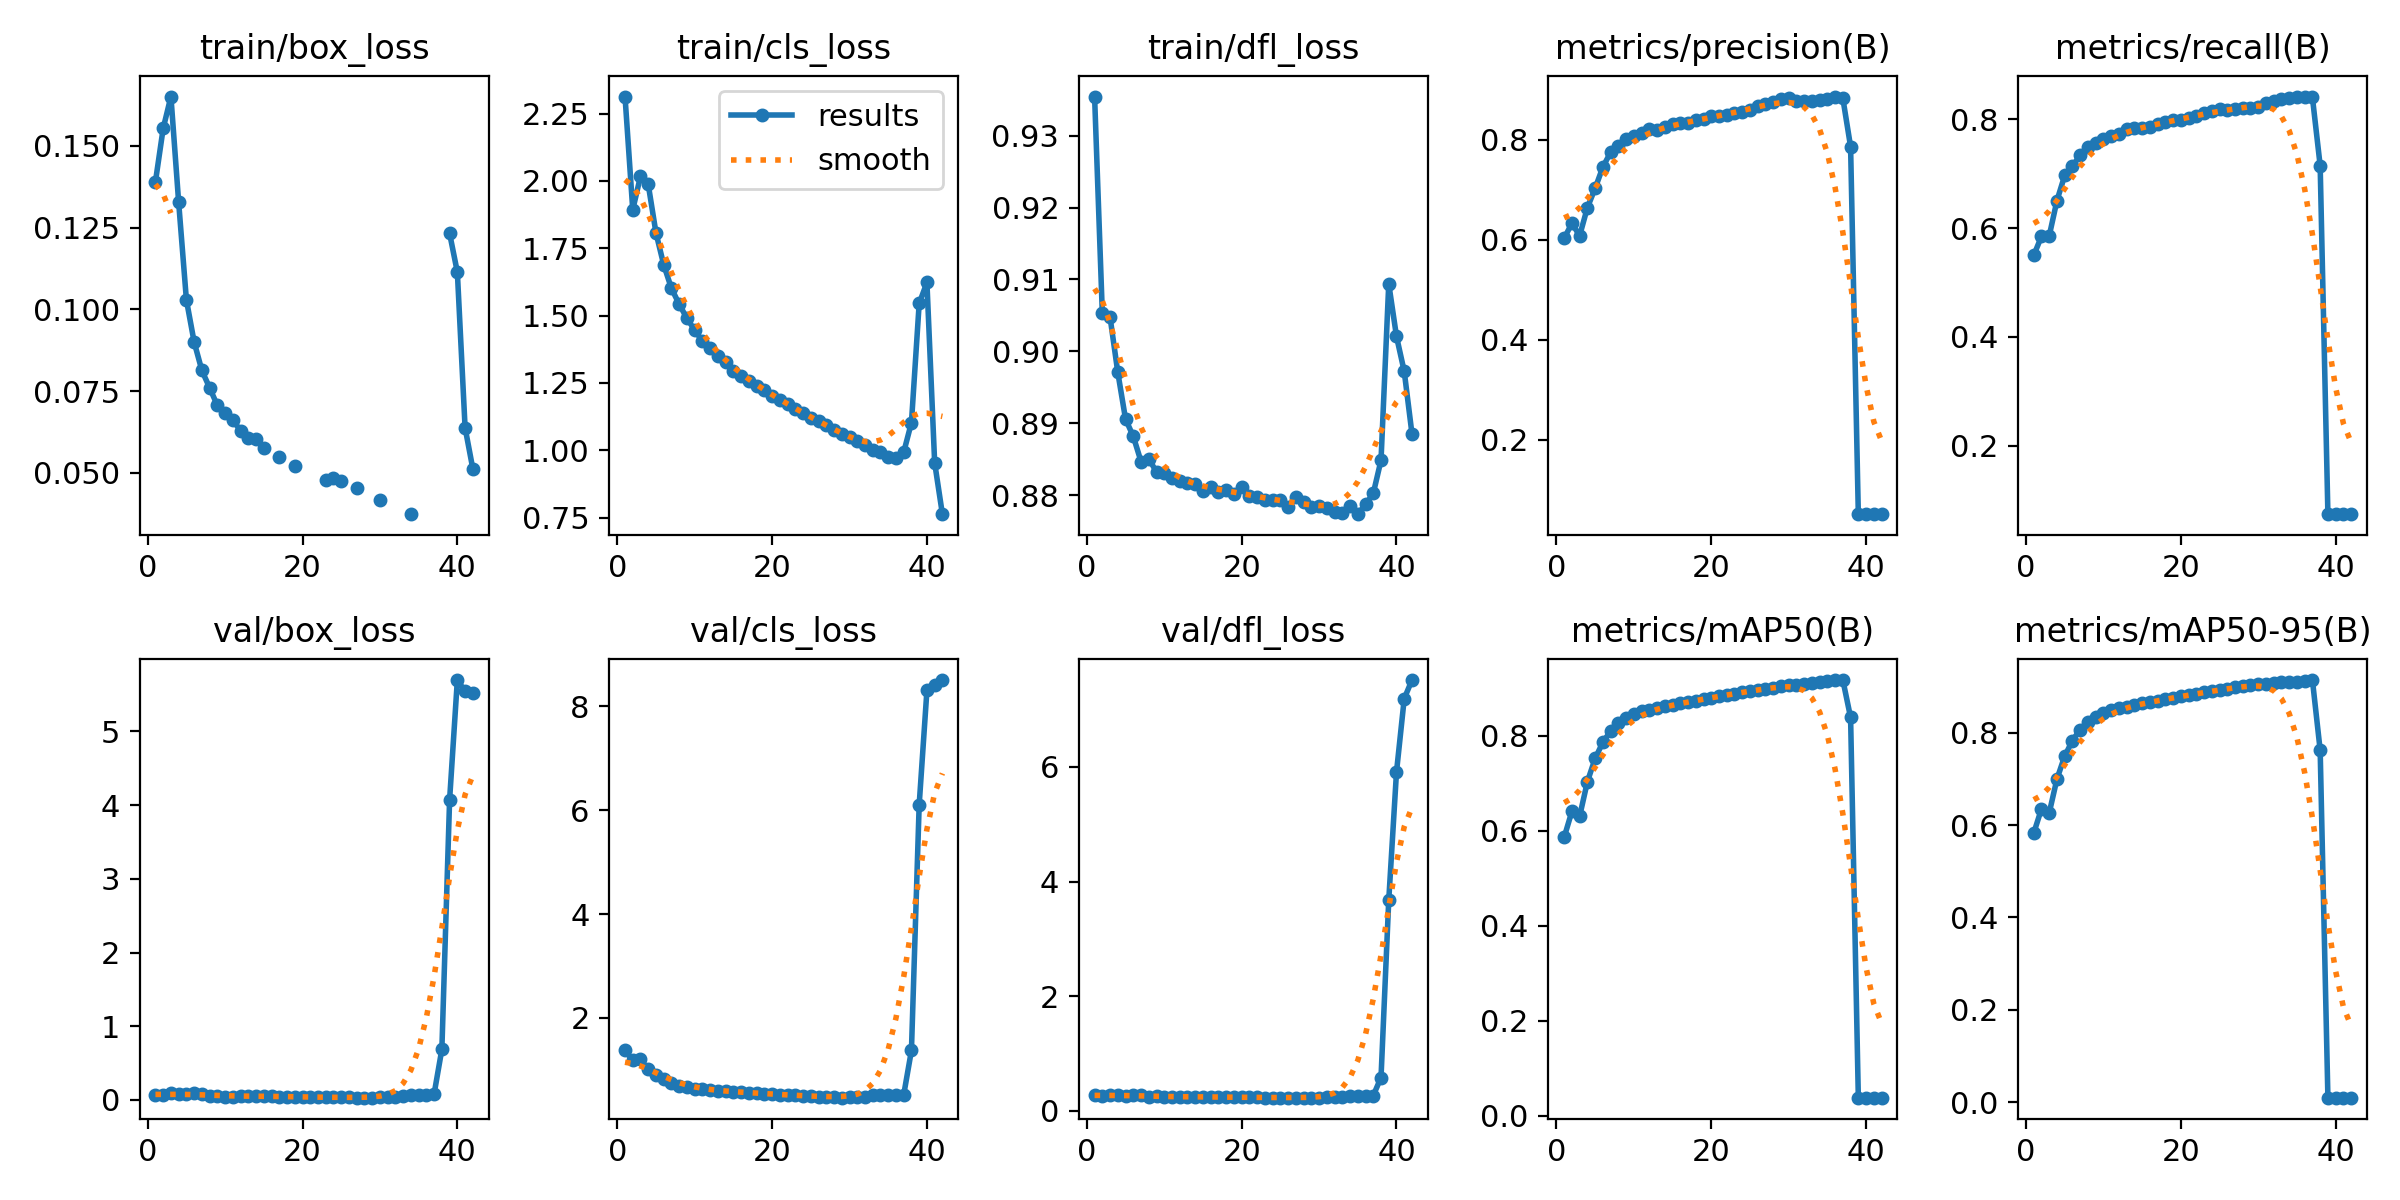 train/box_loss
train/cls_loss
train/dfl_loss
metrics/precision(B)
metrics/recall(B)
0.150
0.125
0.100
0.075
0.050
0 20 40
results
smooth
2.25
2.00
1.75
1.50
1.25
1.00
0.75
0 20 40
0.93
0.92
0.91
0.90
0.89
0.88
0 20 40
0.8
0.6
0.4
0.2
0 20 40
0.8
0.6
0.4
0.2
0 20 40
val/box_loss
val/cls_loss
val/dfl_loss
metrics/mAP50(B)
metrics/mAP50-95(B)
5
4
3
2
1
0
0 20 40
8
6
4
2
0 20 40
6
4
2
0
0 20 40
0.8
0.6
0.4
0.2
0.0
0 20 40
0.8
0.6
0.4
0.2
0.0
0 20 40